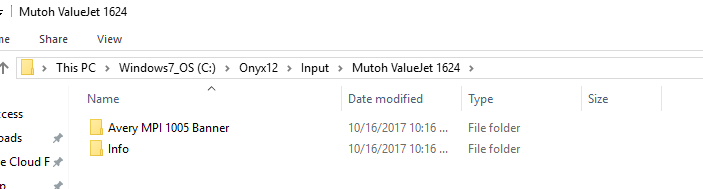 Mutoh ValueJet 1624
me Share View
This PC > Windows7_OS (C:) > Onyx12 > Input > Mutoh ValueJet 1624 >
Name Date modified Type Size
ccess
Avery MPI 1005 Banner 10/16/2017 10:16 ... File folder
oads
Info 10/16/2017 10:16 ... File folder
e Cloud F